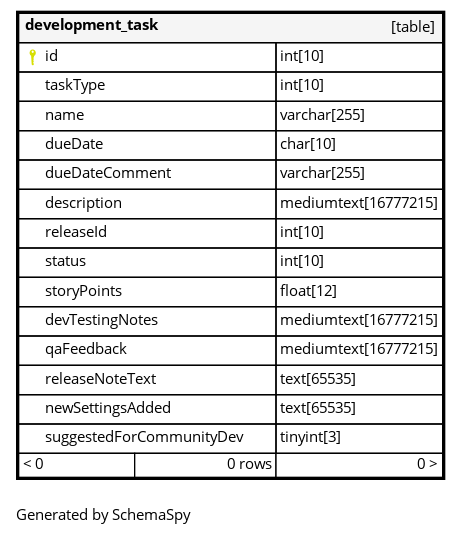 development_task [table]
id int[10]
taskType int[10]
name varchar[255]
dueDate char[10]
dueDateComment varchar[255]
description mediumtext[16777215]
releaseId int[10]
status int[10]
storyPoints float[12]
devTestingNotes mediumtext[16777215]
qaFeedback mediumtext[16777215]
releaseNoteText text[65535]
newSettingsAdded text[65535]
suggestedForCommunityDev tinyint[3]
< 0 0 rows 0 >
Generated by SchemaSpy